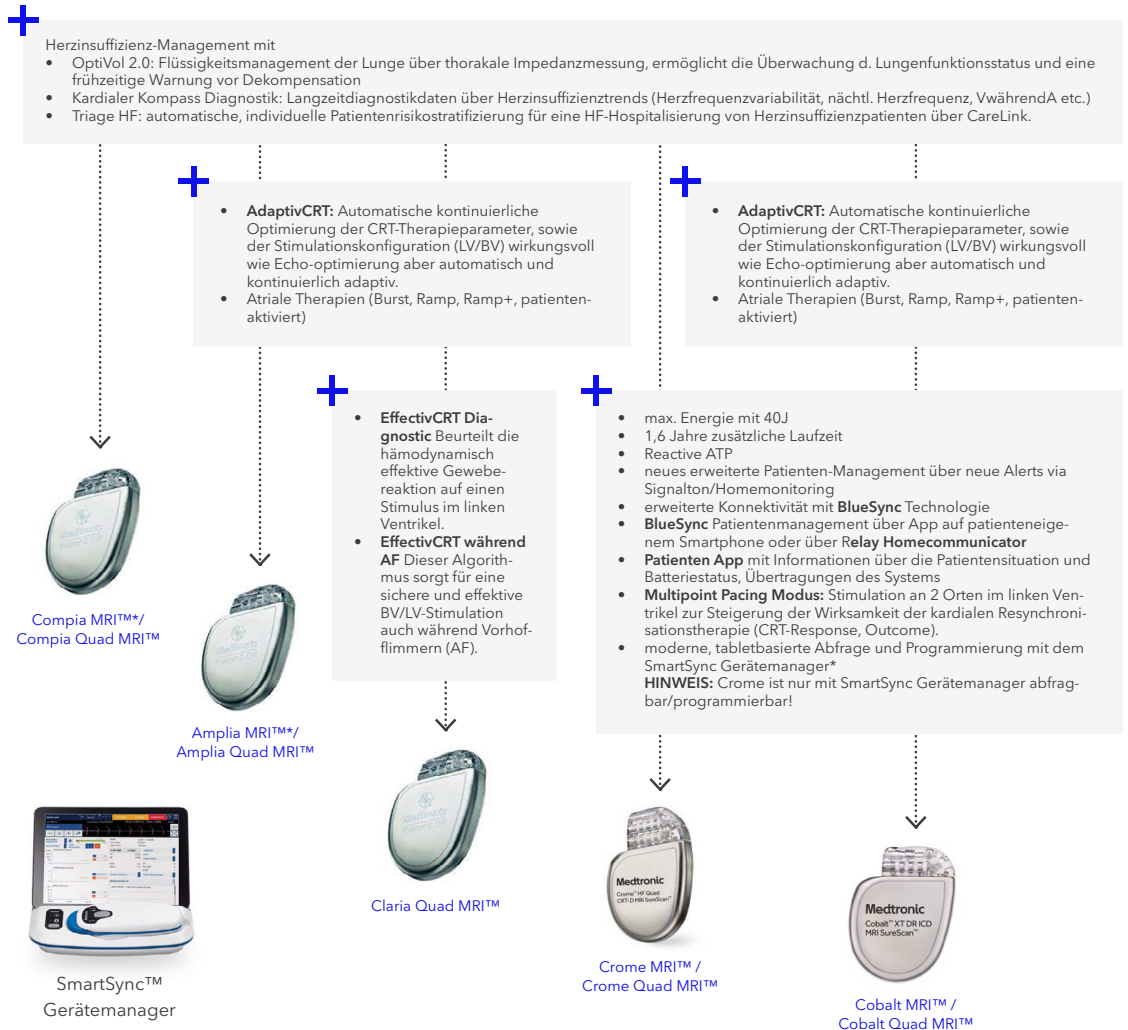 Herzinsuffizienz-Management mit
• OptiVol 2.0: Flüssigkeitsmanagement der Lunge über thorakale Impedanzmessung, ermöglicht die Überwachung d. Lungenfunktionsstatus und eine
frühzeitige Warnung vor Dekompensation
• Kardialer Kompass Diagnostik: Langzeitdiagnostikdaten über Herzinsuffizienztrends (Herzfrequenzvariabilität, nächtl. Herzfrequenz, VwährendA etc.)
• Triage HF: automatische, individuelle Patientenrisikostratifizierung für eine HF-Hospitalisierung von Herzinsuffizienzpatienten über CareLink.
• AdaptivCRT: Automatische kontinuierliche
Optimierung der CRT-Therapieparameter, sowie
der Stimulationskonfiguration (LV/BV) wirkungsvoll
wie Echo-optimierung aber automatisch und
kontinuierlich adaptiv.
• Atriale Therapien (Burst, Ramp, Ramp+, patienten-
aktiviert)
• AdaptivCRT: Automatische kontinuierliche
Optimierung der CRT-Therapieparameter, sowie
der Stimulationskonfiguration (LV/BV) wirkungsvoll
wie Echo-optimierung aber automatisch und
kontinuierlich adaptiv.
• Atriale Therapien (Burst, Ramp, Ramp+, patienten-
aktiviert)
• EffectivCRT Dia-
gnostic Beurteilt die
hämodynamisch
effektive Gewebe-
reaktion auf einen
Stimulus im linken
Ventrikel.
• EffectivCRT während
AF Dieser Algorith-
mus sorgt für eine
sichere und effektive
BV/LV-Stimulation
auch während Vorhof-
flimmern (AF).
• max. Energie mit 40J
• 1,6 Jahre zusätzliche Laufzeit
• Reactive ATP
• neues erweiterte Patienten-Management über neue Alerts via
Signalton/Homemonitoring
• erweiterte Konnektivität mit BlueSync Technologie
• BlueSync Patientenmanagement über App auf patienteneige-
nem Smartphone oder über Relay Homecommunicator
• Patienten App mit Informationen über die Patientensituation und
Batteriestatus, Übertragungen des Systems
• Multipoint Pacing Modus: Stimulation an 2 Orten im linken Ven-
trikel zur Steigerung der Wirksamkeit der kardialen Resynchroni-
sationstherapie (CRT-Response, Outcome).
• moderne, tabletbasierte Abfrage und Programmierung mit dem
SmartSync Gerätemanager*
HINWEIS: Crome ist nur mit SmartSync Gerätemanager abfrag-
bar/programmierbar!
Medtronic
Compia MRI™*/
Compia Quad MRI™
Medtronic
Amplia MRI™*/
Amplia Quad MRI™
Medtronic
Claria Quad MRI™
Medtronic
Crome™ HF Quad
CRT-D MRI SureScan™
Crome MRI™ /
Crome Quad MRI™
Medtronic
Cobalt™ XT DR ICD
MRI SureScan™
Cobalt MRI™ /
Cobalt Quad MRI™
SmartSync™
Gerätemanager